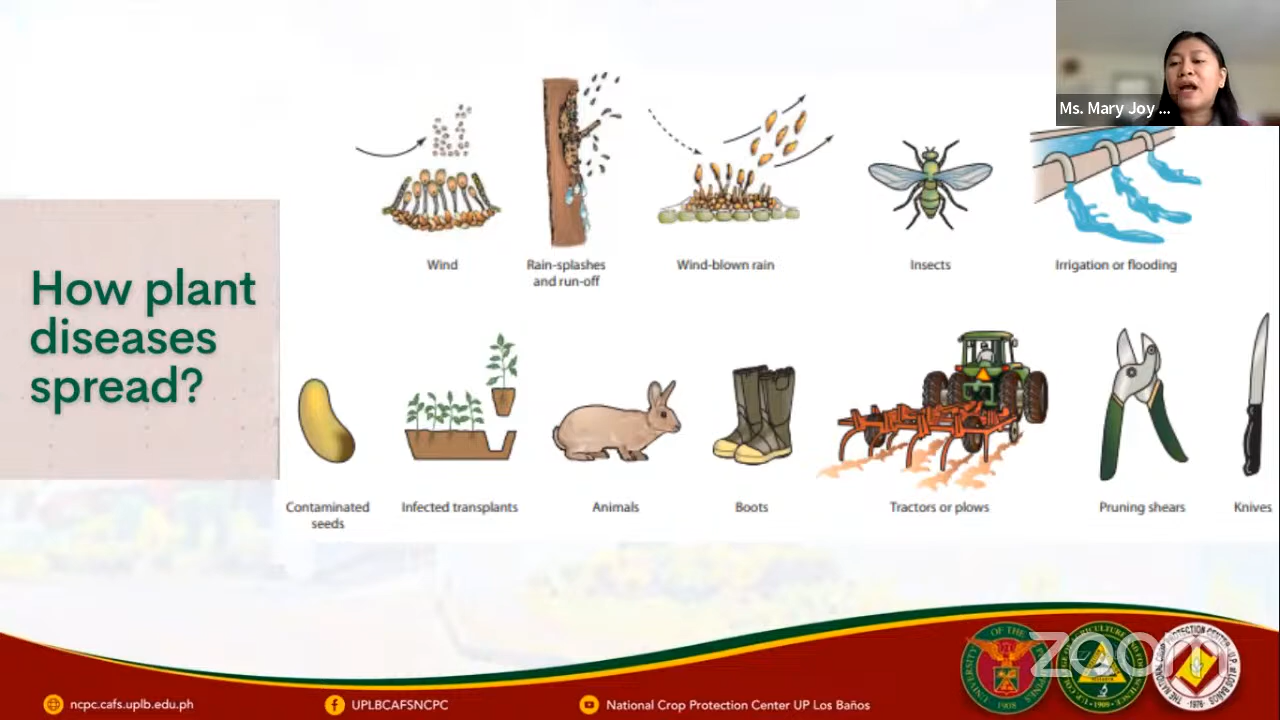 Ms. Mary Joy ...
How plant
diseases
spread?
Wind
Rain-splashes
and run-off
Wind-blown rain
Insects
Irrigation or flooding
Contaminated
seeds
Infected transplants
Animals
Boots
Tractors or plows
Pruning shears
Knives
ncpc.cafs.uplb.edu.ph
UPLBCAFSNCPC
National Crop Protection Center UP Los Baños
zoom